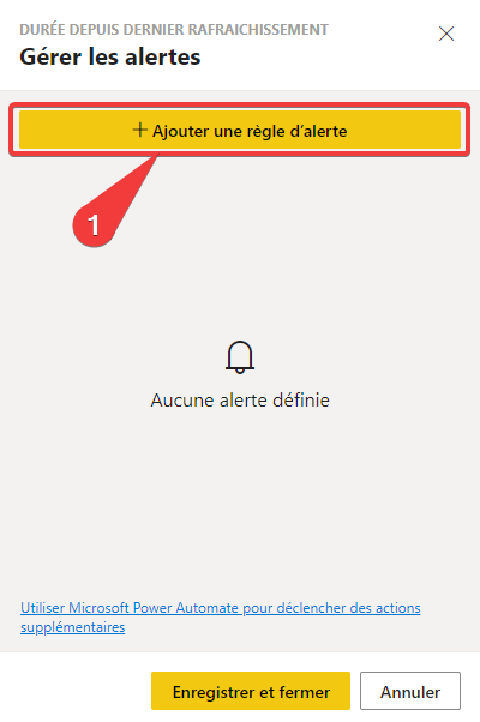 DURÉE DEPUIS DERNIER RAFRAICHISSEMENT
Gérer les alertes
+ Ajouter une règle d'alerte
1
Aucune alerte définie
Utiliser Microsoft Power Automate pour déclencher des actions
supplémentaires
Enregistrer et fermer
Annuler